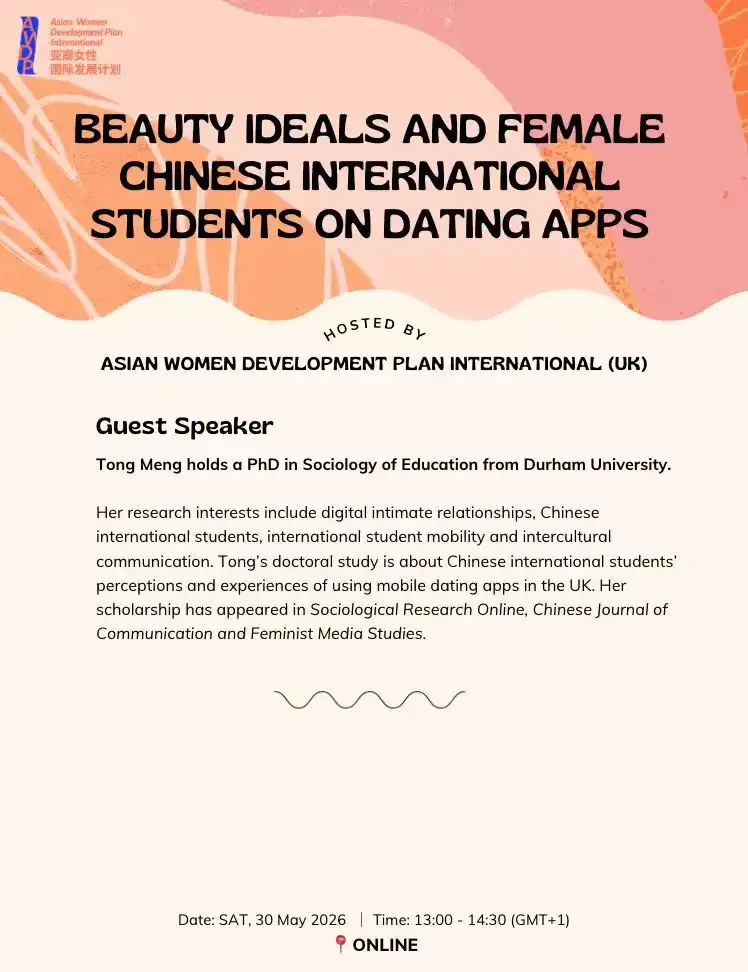 AWDP
Asian Women
Development Plan
International
亚裔女性
国际发展计划
BEAUTY IDEALS AND FEMALE
CHINESE INTERNATIONAL
STUDENTS ON DATING APPS
HOSTED BY
ASIAN WOMEN DEVELOPMENT PLAN INTERNATIONAL (UK)
Guest Speaker
Tong Meng holds a PhD in Sociology of Education from Durham University.
Her research interests include digital intimate relationships, Chinese
international students, international student mobility and intercultural
communication. Tong’s doctoral study is about Chinese international students’
perceptions and experiences of using mobile dating apps in the UK. Her
scholarship has appeared in Sociological Research Online, Chinese Journal of
Communication and Feminist Media Studies.
Date: SAT, 30 May 2026 | Time: 13:00 - 14:30 (GMT+1)
ONLINE